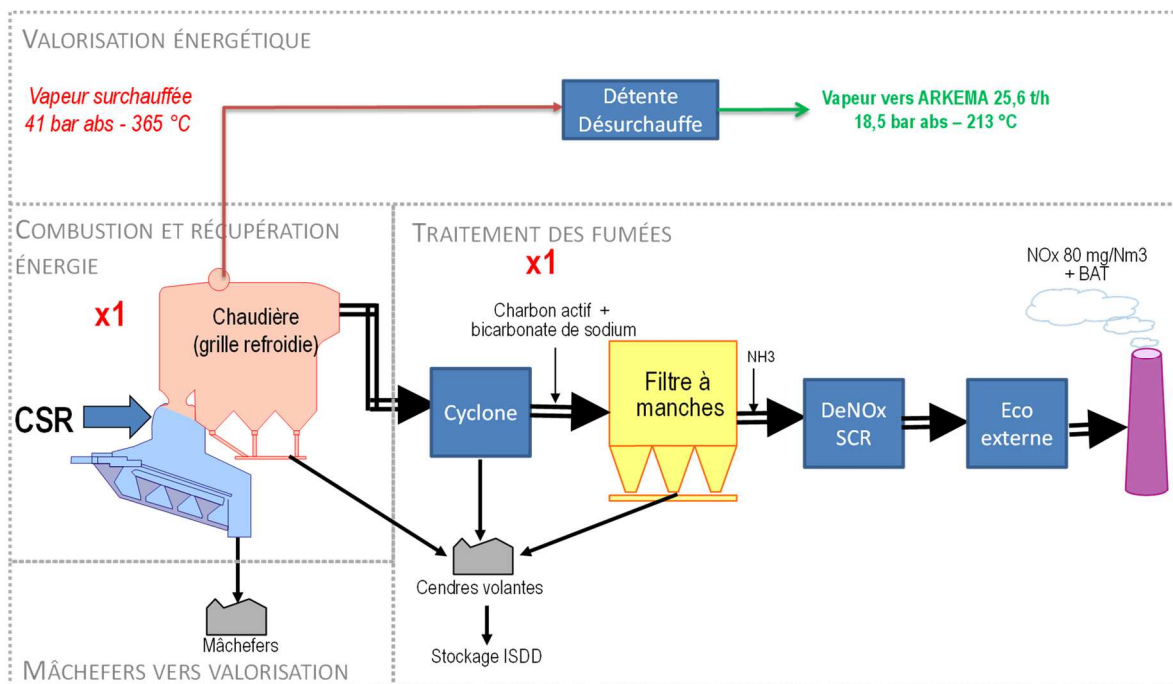 VALORISATION ÉNERGÉTIQUE
Vapeur surchauffée
41 bar abs - 365 °C
Détente
Désurchauffe
Vapeur vers ARKEMA 25,6 t/h
18,5 bar abs – 213 °C
COMBUSTION ET RÉCUPÉRATION
ÉNERGIE
x1
Chaudière
(grille refroidie)
CSR
TRAITEMENT DES FUMÉES
x1
NOx 80 mg/Nm3
+ BAT
Charbon actif +
bicarbonate de sodium
NH3
Cyclone
Filtre à
manches
DeNOx
SCR
Eco
externe
Cendres volantes
Stockage ISDD
Mâchefers
MÂCHEFERS VERS VALORISATION